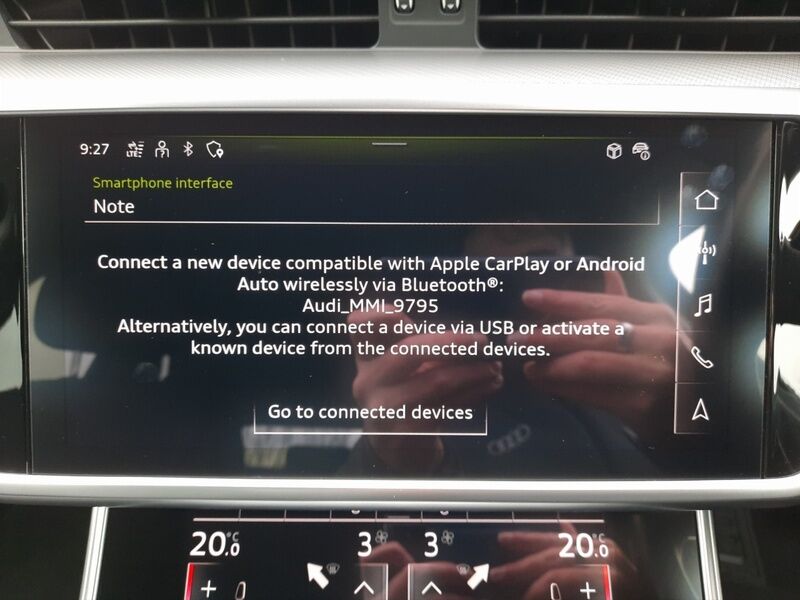 9:27
LTE
Smartphone interface
Note
Connect a new device compatible with Apple CarPlay or Android
Auto wirelessly via Bluetooth®:
Audi_MMI_9795
Alternatively, you can connect a device via USB or activate a
known device from the connected devices.
Go to connected devices
20.0°C 3 3 20.0°C
+ +